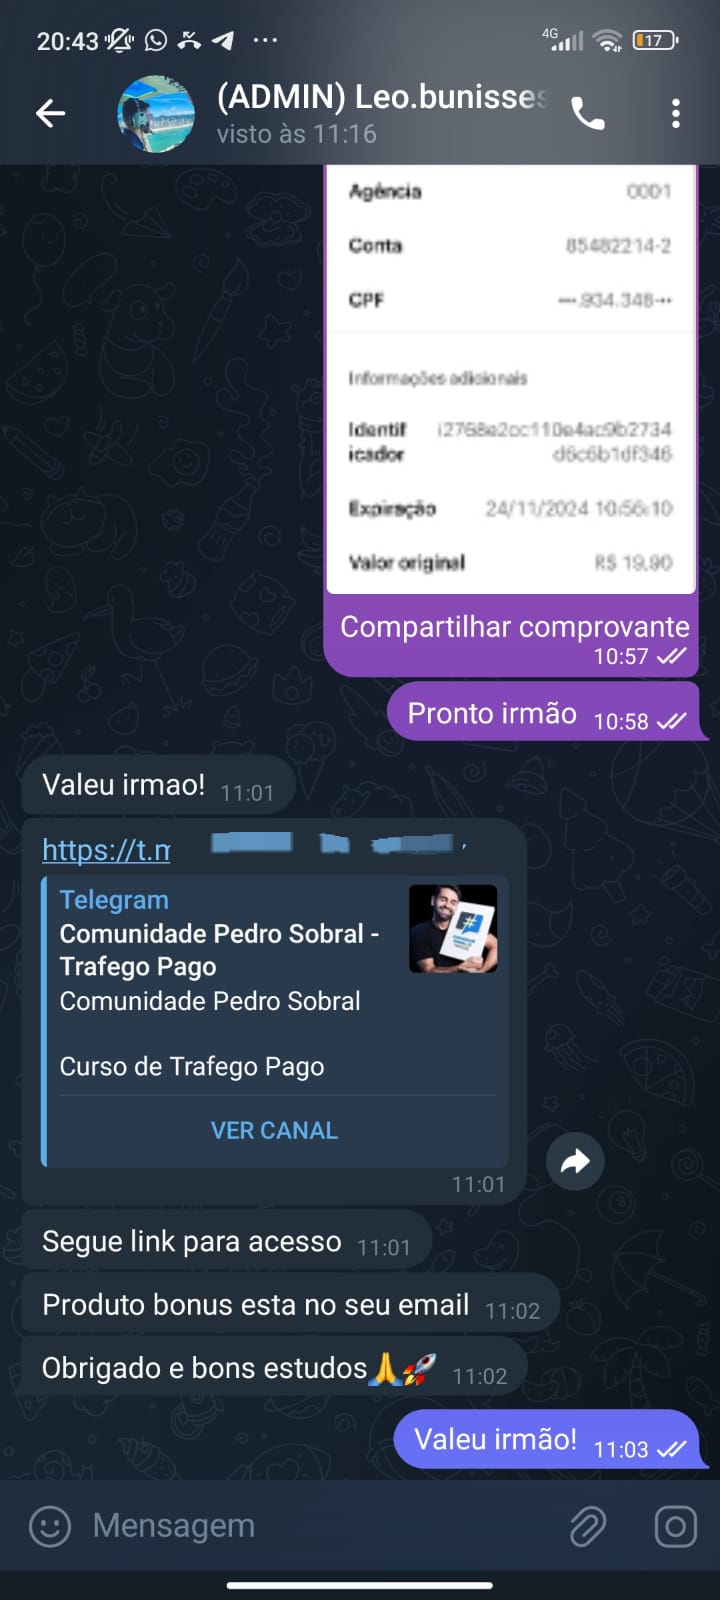 20:43
4G
17
(ADMIN) Leo.bunisses
visto às 11:16
Agência 0001
Conta 85482214-2
CPF •••.934.348-••
Informações adicionais
Identif i2768e2cc110e4ac9b2734
icador d6c6b1df346
Expiração 24/11/2024 10:56:10
Valor original R$ 19,90
Compartilhar comprovante
10:57
Pronto irmão 10:58
Valeu irmao! 11:01
https://t.m
Telegram
Comunidade Pedro Sobral -
Trafego Pago
Comunidade Pedro Sobral
Curso de Trafego Pago
VER CANAL
11:01
Segue link para acesso 11:01
Produto bonus esta no seu email 11:02
Obrigado e bons estudos🙏🚀 11:02
Valeu irmão! 11:03
Mensagem